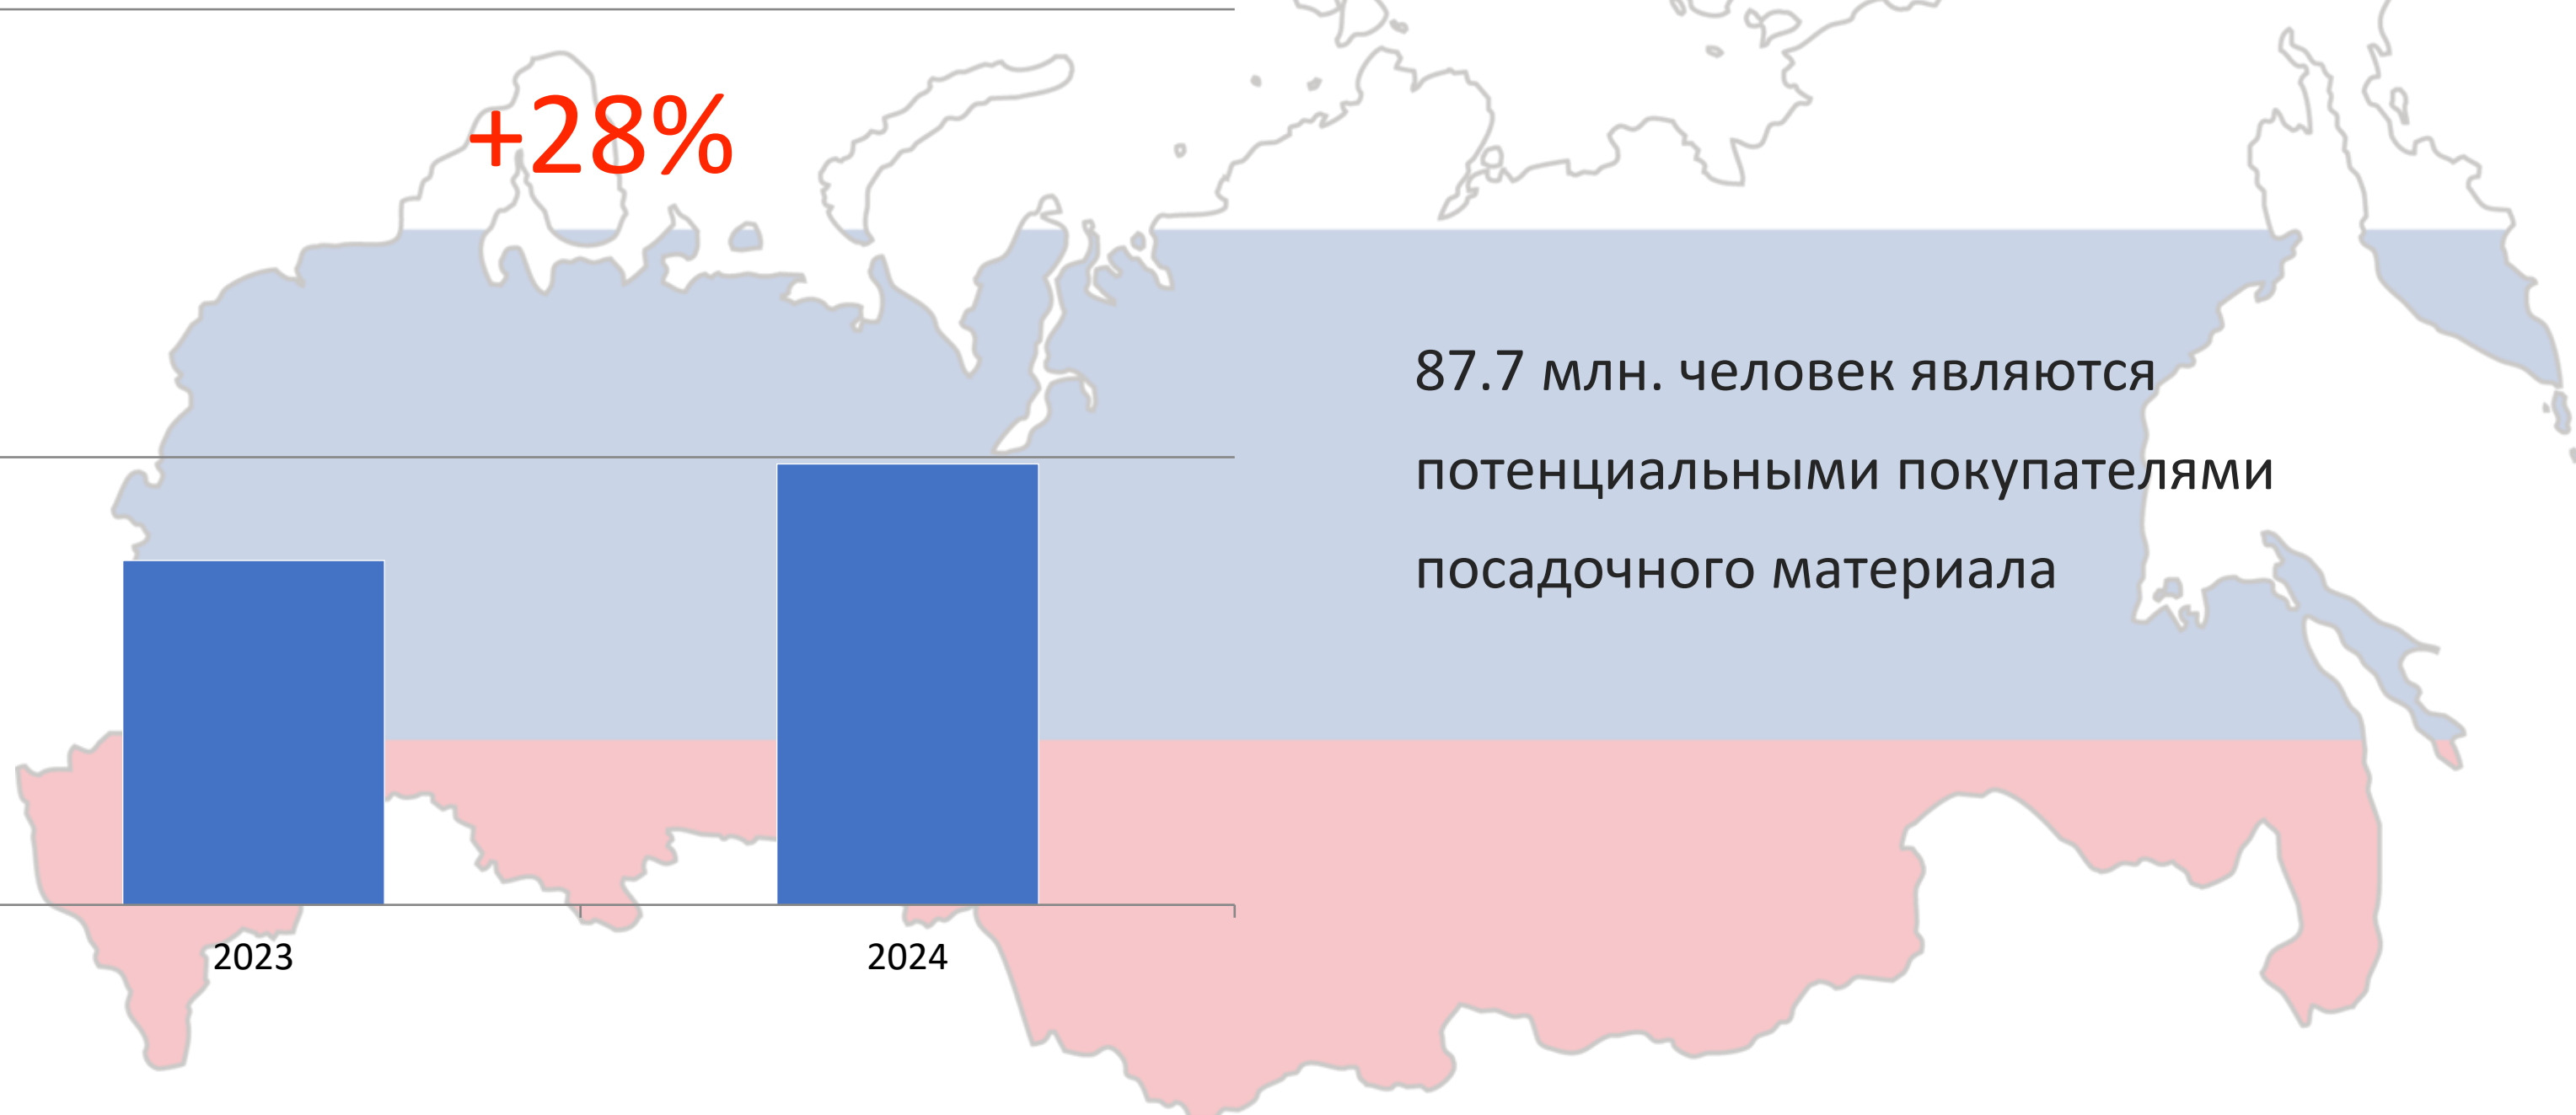 +28%
87.7 млн. человек являются
потенциальными покупателями
посадочного материала
2023
2024